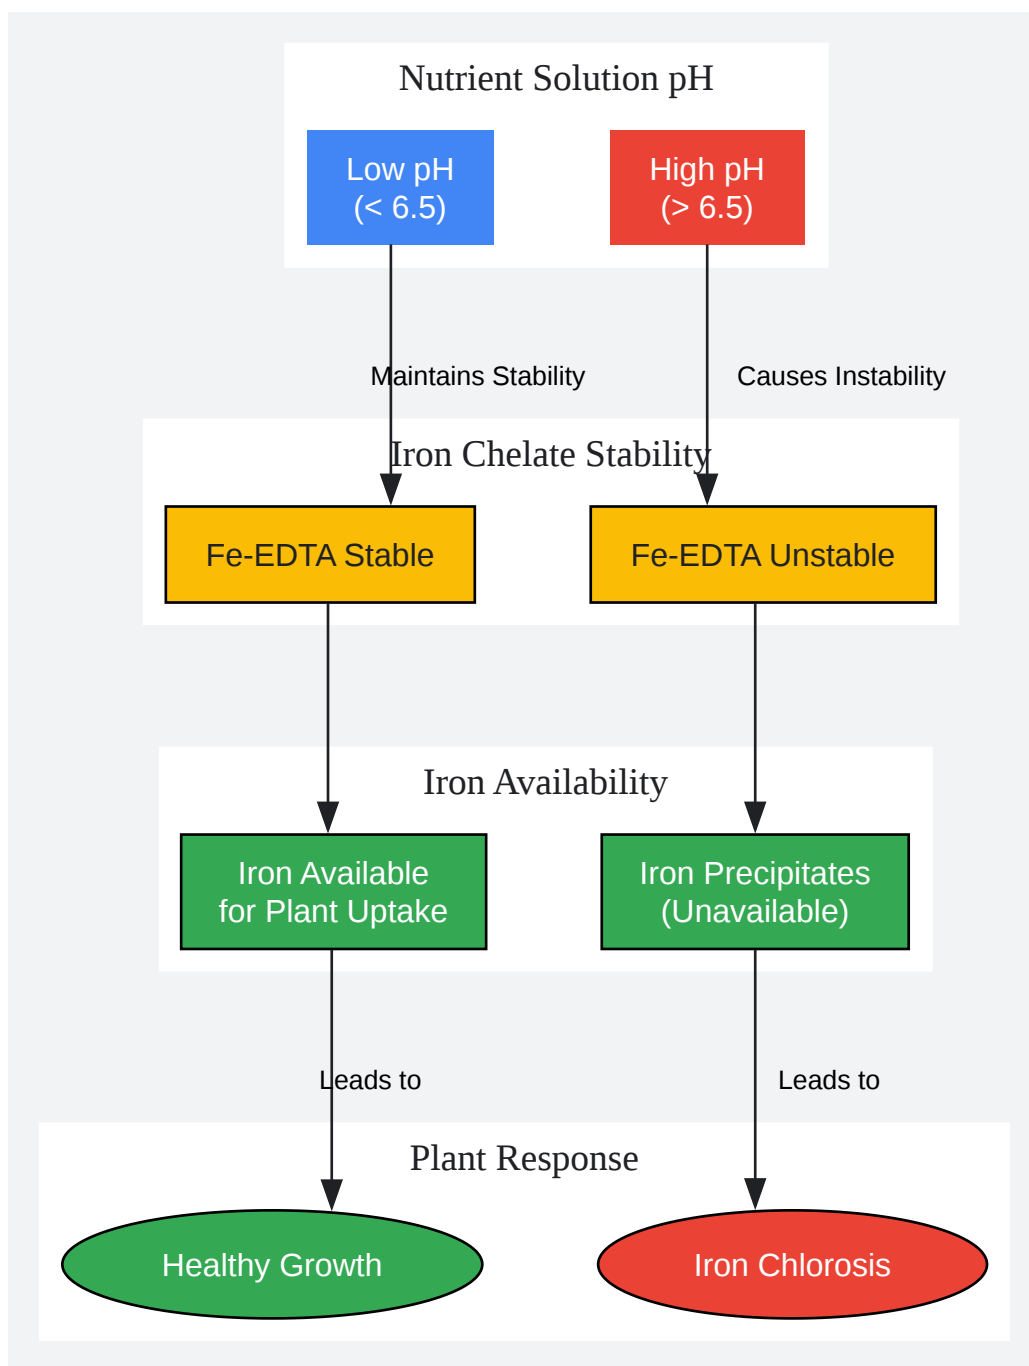 Nutrient Solution pH
Low pH
(< 6.5)
High pH
(> 6.5)
Maintains Stability
Causes Instability
Iron Chelate Stability
Fe-EDTA Stable
Fe-EDTA Unstable
Iron Availability
Iron Available
for Plant Uptake
Iron Precipitates
(Unavailable)
Leads to
Leads to
Plant Response
Healthy Growth
Iron Chlorosis